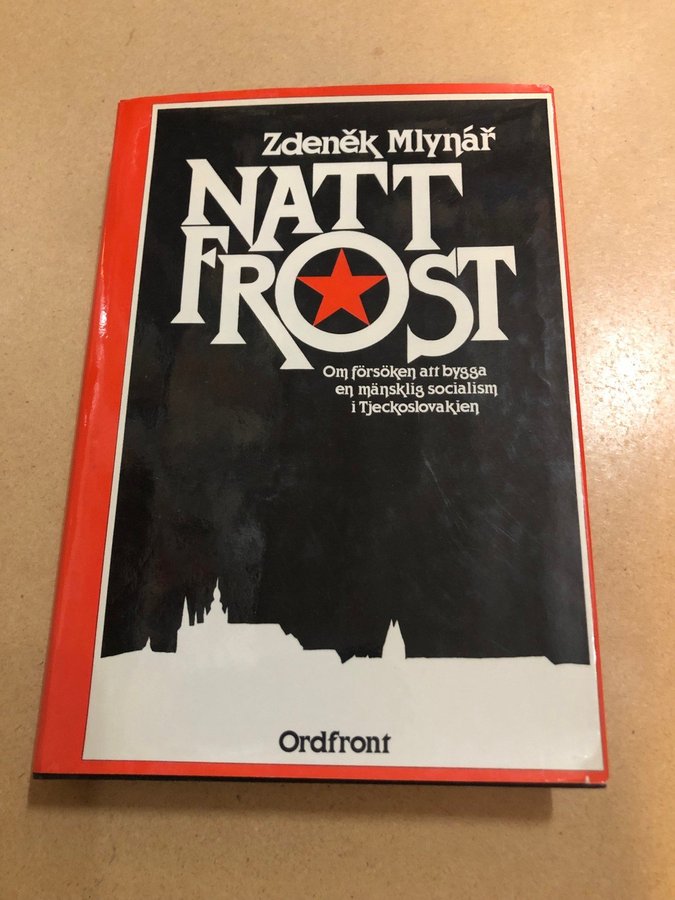 Zdeněk Mlynář
NATT
FROST
Om försöken att bygga
en mänsklig socialism
i Tjeckoslovakien
Ordfront